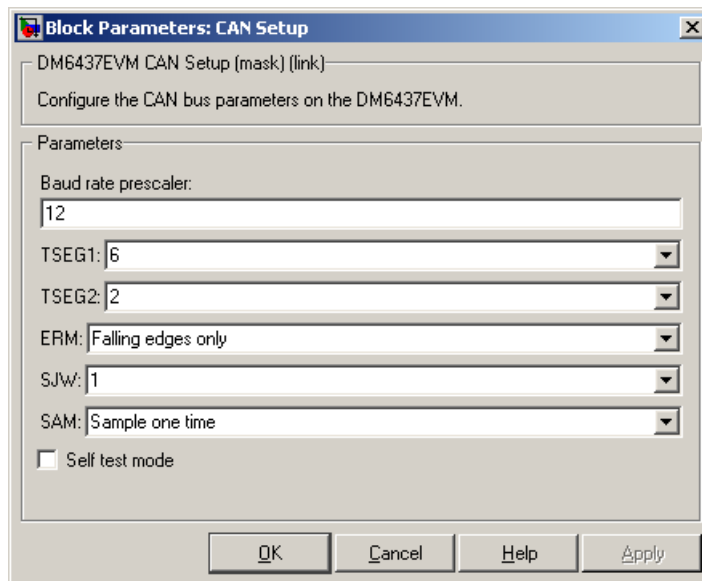 Block Parameters: CAN Setup
DM6437EVM CAN Setup (mask) (link)
Configure the CAN bus parameters on the DM6437EVM.
Parameters
Baud rate prescaler:
12
TSEG1: 6
TSEG2: 2
ERM: Falling edges only
SJW: 1
SAM: Sample one time
Self test mode
OK Cancel Help Apply